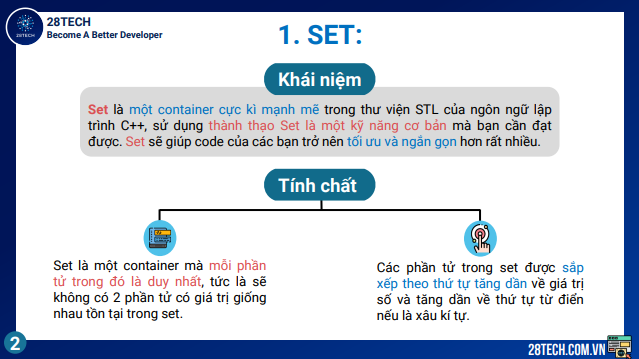 28TECH
Become A Better Developer
28TECH
1. SET:
Khái niệm
Set là một container cực kì mạnh mẽ trong thư viện STL của ngôn ngữ lập
trình C++, sử dụng thành thạo Set là một kỹ năng cơ bản mà bạn cần đạt
được. Set sẽ giúp code của các bạn trở nên tối ưu và ngắn gọn hơn rất nhiều.
Tính chất
Set là một container mà mỗi phần
tử trong đó là duy nhất, tức là sẽ
không có 2 phần tử có giá trị giống
nhau tồn tại trong set.
Các phần tử trong set được sắp
xếp theo thứ tự tăng dần về giá trị
số và tăng dần về thứ tự từ điển
nếu là xâu kí tự.
2
28TECH.COM.VN